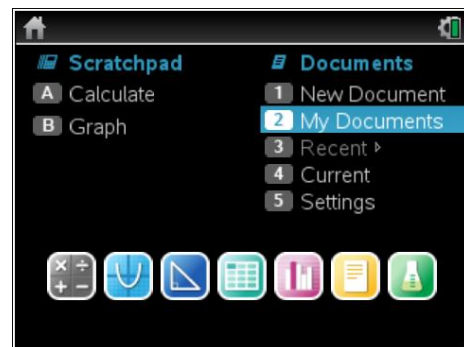 Scratchpad
A Calculate
B Graph
Documents
1 New Document
2 My Documents
3 Recent ▸
4 Current
5 Settings